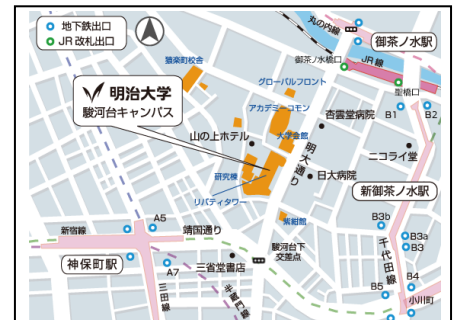 地下鉄出口
JR 改札出口
丸の内線
御茶ノ水駅
猿楽町校舎
御茶ノ水橋口
JR 線
グローバルフロント
聖橋口
明治大学
駿河台キャンパス
アカデミーコモン
杏雲堂病院
B1
B2
大学会館
山の上ホテル
明大通り
ニコライ堂
研究棟
日大病院
リバティタワー
新御茶ノ水駅
紫紺館
A5
新宿線
靖国通り
B3b
千代田線
B3a
B3
駿河台下
交差点
神保町駅
A7
三省堂書店
三田線
半蔵門線
B4
B5
小川町